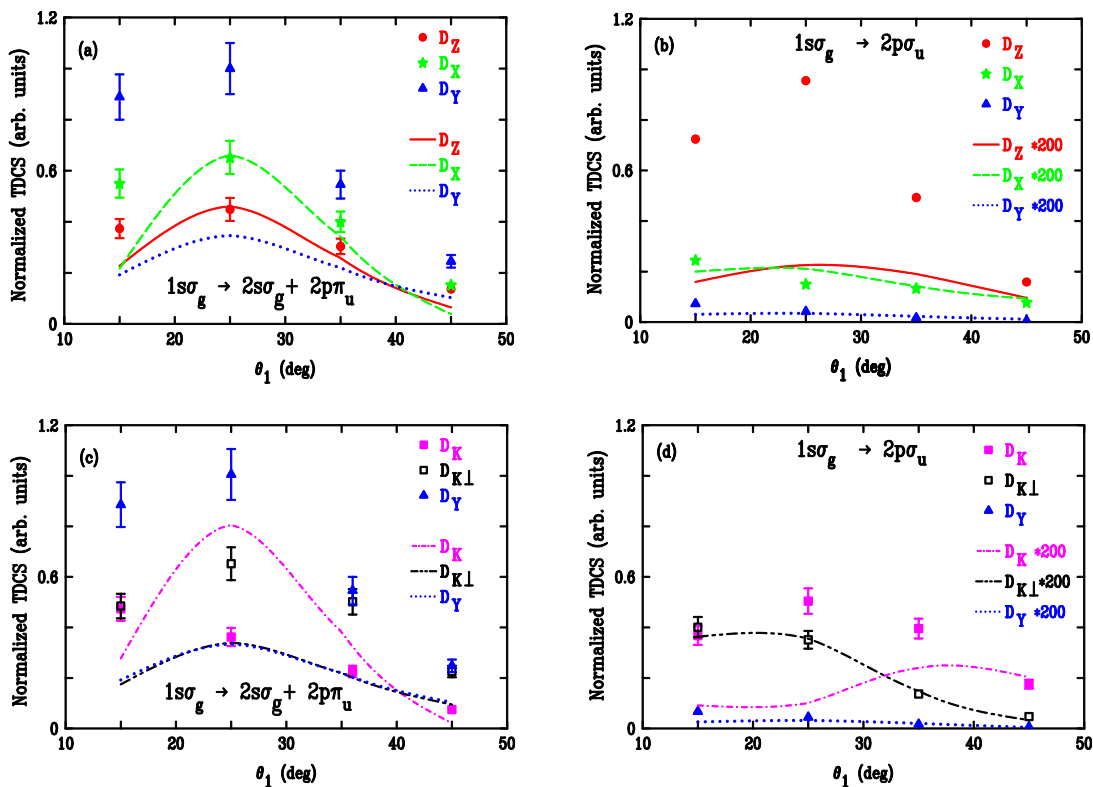 (a)
D_Z
D_X
D_Y
D_Z
D_X
D_Y
1sσ_g → 2sσ_g + 2pπ_u
Normalized TDCS (arb. units)
1.2
0.6
0
10 20 30 40 50
θ_1 (deg)
(b)
1sσ_g → 2pσ_u
D_Z
D_X
D_Y
D_Z *200
D_X *200
D_Y *200
Normalized TDCS (arb. units)
1.2
0.6
0
10 20 30 40 50
θ_1 (deg)
(c)
D_K
D_K⊥
D_Y
D_K
D_K⊥
D_Y
1sσ_g → 2sσ_g + 2pπ_u
Normalized TDCS (arb. units)
1.2
0.6
0
10 20 30 40 50
θ_1 (deg)
(d)
1sσ_g → 2pσ_u
D_K
D_K⊥
D_Y
D_K *200
D_K⊥ *200
D_Y *200
Normalized TDCS (arb. units)
1.2
0.6
0
10 20 30 40 50
θ_1 (deg)